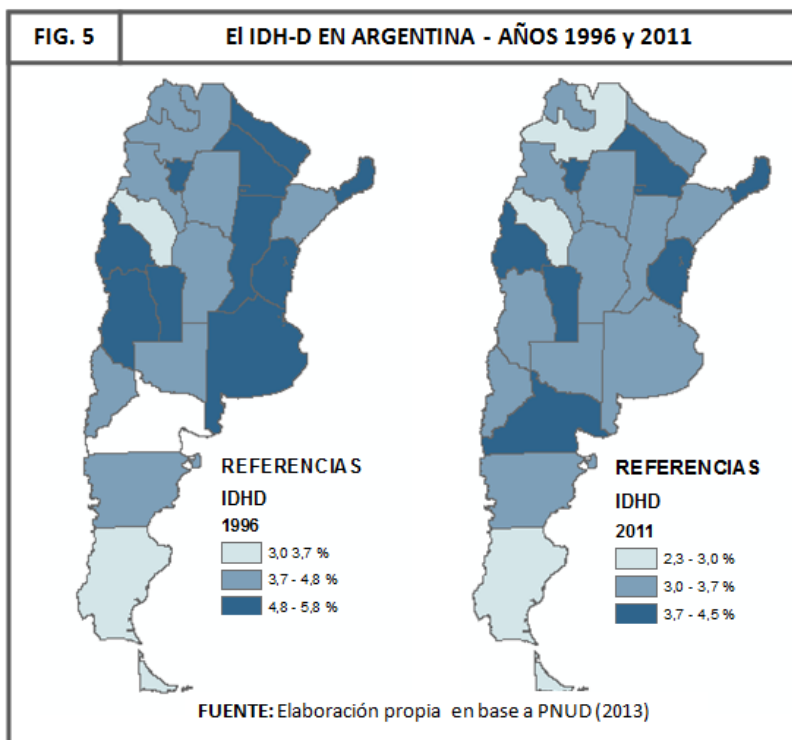 FIG. 5
El IDH-D EN ARGENTINA - AÑOS 1996 y 2011
REFERENCIAS
IDHD
1996
3,0 3,7 %
3,7 - 4,8 %
4,8 - 5,8 %
REFERENCIAS
IDHD
2011
2,3 - 3,0 %
3,0 - 3,7 %
3,7 - 4,5 %
FUENTE: Elaboración propia en base a PNUD (2013)